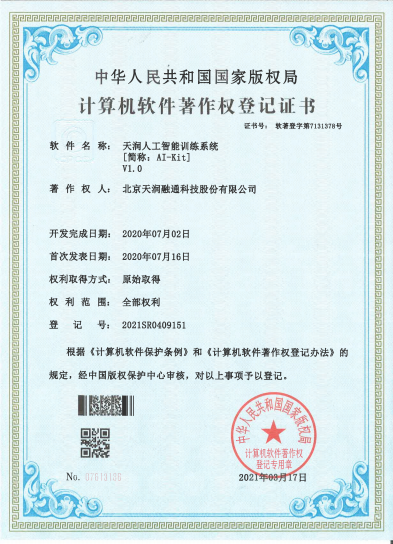 中华人民共和国国家版权局
计算机软件著作权登记证书
证书号： 软著登字第7131378号
软件名称： 天润人工智能训练系统
[简称：AI-Kit]
V1.0
著作权人： 北京天润融通科技股份有限公司
开发完成日期： 2020年07月02日
首次发表日期： 2020年07月16日
权利取得方式： 原始取得
权利范围： 全部权利
登记号： 2021SR0409151
根据《计算机软件保护条例》和《计算机软件著作权登记办法》的
规定，经中国版权保护中心审核，对以上事项予以登记。
中华人民共和国国家版权局
计算机软件著作权
登记专用章
No.
2021年03月17日